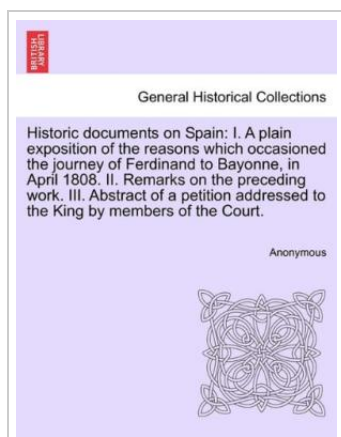 BRITISH
LIBRARY
General Historical Collections
Historic documents on Spain: I. A plain
exposition of the reasons which occasioned
the journey of Ferdinand to Bayonne, in
April 1808. II. Remarks on the preceding
work. III. Abstract of a petition addressed to
the King by members of the Court.
Anonymous